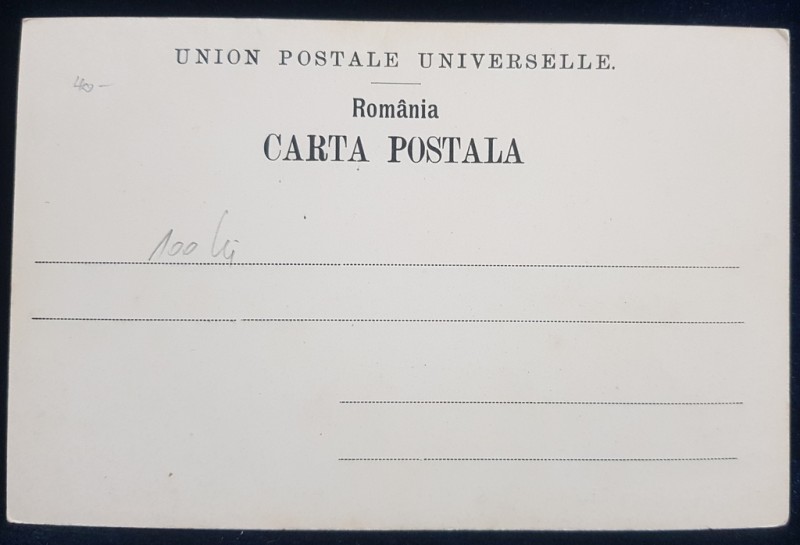 UNION POSTALE UNIVERSELLE.
40-
România
CARTA POSTALA
100 lei